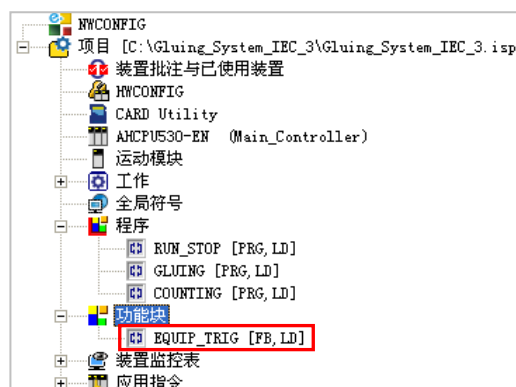 NWCONFIG
项目 [C:\Gluing_System_IEC_3\Gluing_System_IEC_3.isp
装置批注与已使用装置
HWCONFIG
CARD Utility
AHCPU530-EN (Main_Controller)
运动模块
工作
全局符号
程序
RUN_STOP [PRG,LD]
GLUING [PRG,LD]
COUNTING [PRG,LD]
功能块
EQUIP_TRIG [FB,LD]
装置监控表
应用指令